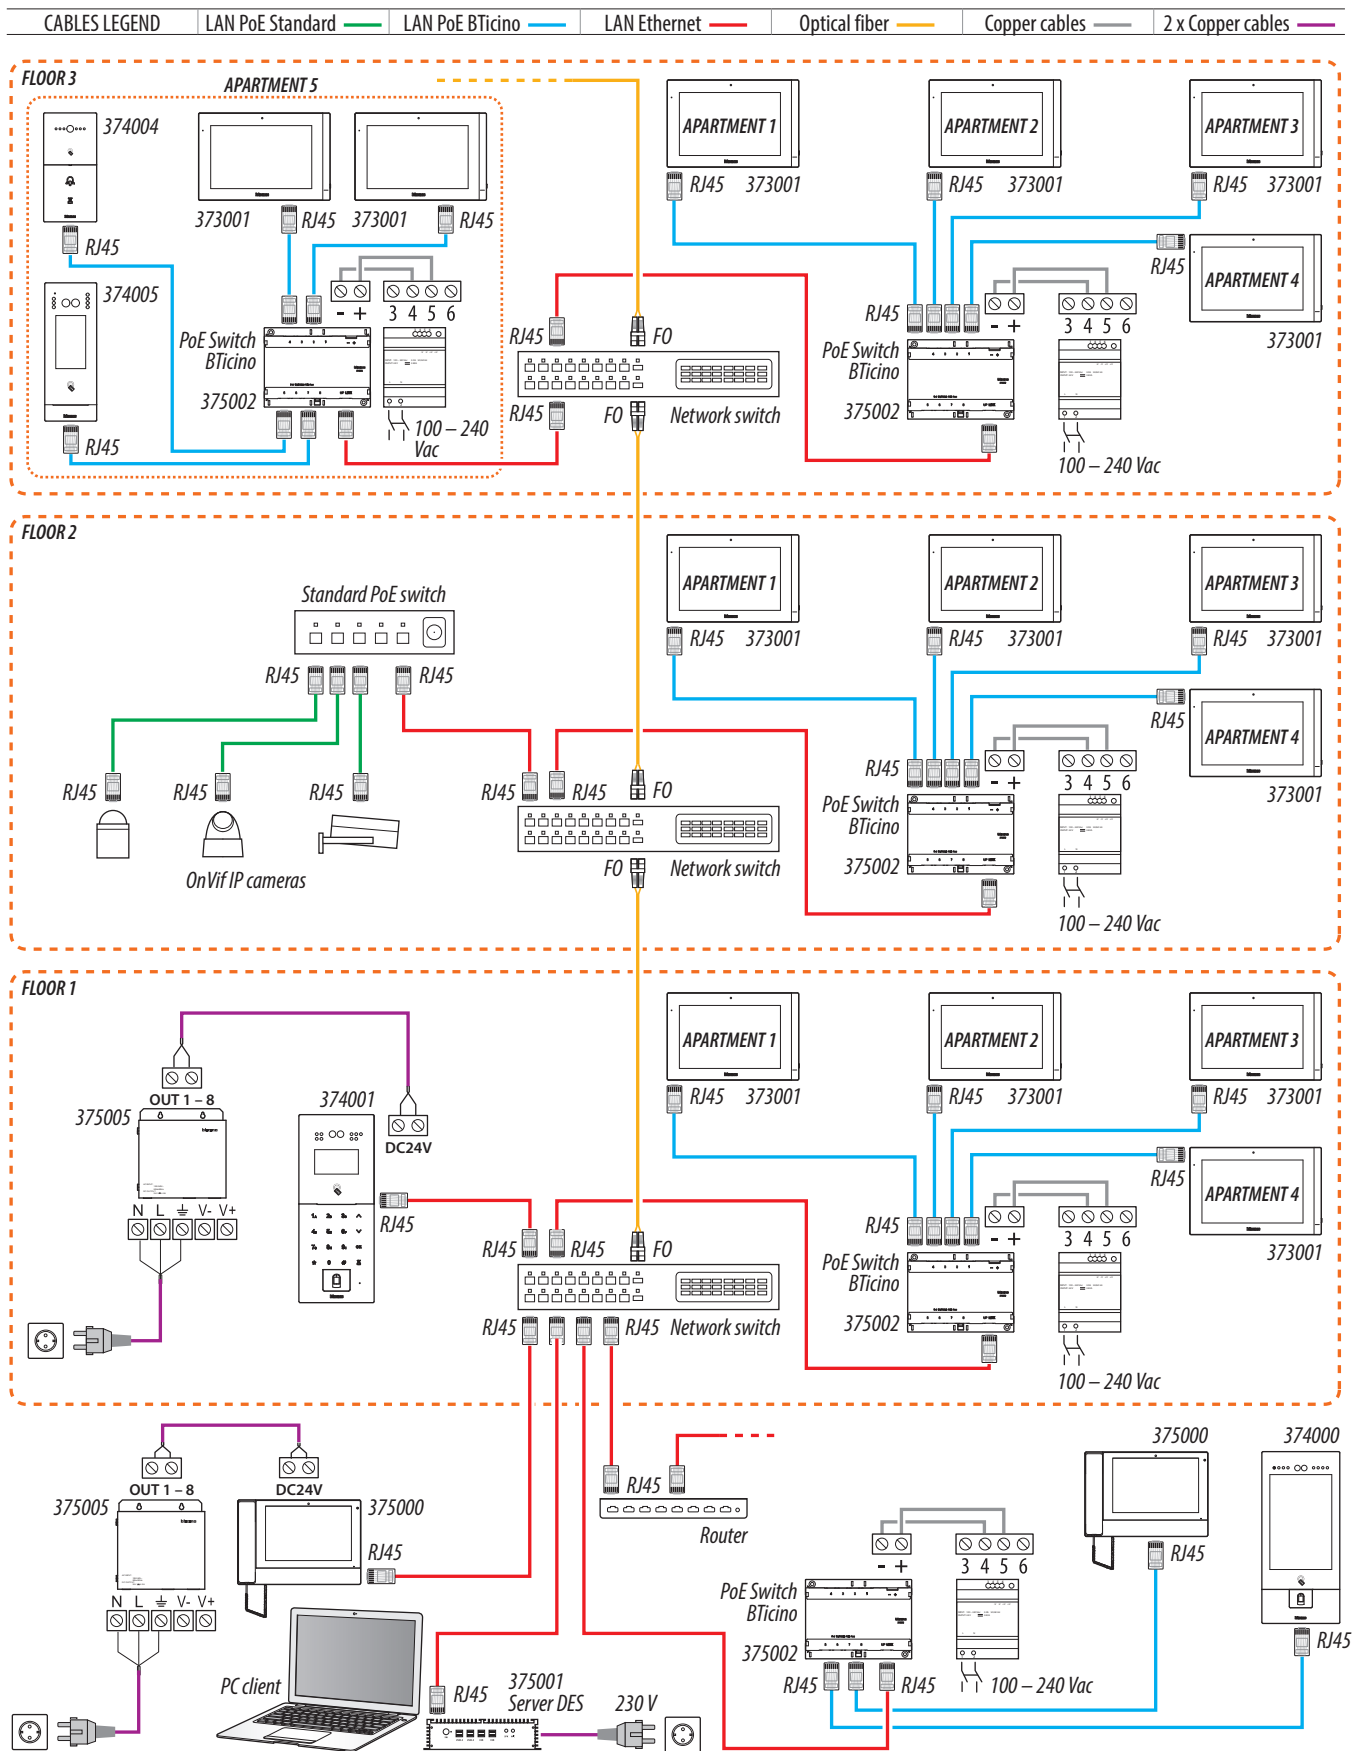 CABLES LEGEND LAN PoE Standard LAN PoE BTicino LAN Ethernet Optical fiber Copper cables 2 x Copper cables
FLOOR 3
APARTMENT 5
374004
RJ45
374005
RJ45
373001 RJ45
373001 RJ45
- + 3 4 5 6
PoE Switch
BTicino
375002
100 – 240
Vac
RJ45
FO
RJ45
FO
Network switch
APARTMENT 1
RJ45 373001
APARTMENT 2
RJ45 373001
APARTMENT 3
RJ45 373001
APARTMENT 4
RJ45
373001
RJ45
- + 3 4 5 6
PoE Switch
BTicino
375002
100 – 240 Vac
FLOOR 2
Standard PoE switch
RJ45 RJ45
RJ45 RJ45 RJ45
OnVif IP cameras
RJ45 RJ45 FO
FO
Network switch
APARTMENT 1
RJ45 373001
APARTMENT 2
RJ45 373001
APARTMENT 3
RJ45 373001
APARTMENT 4
RJ45
373001
RJ45
- + 3 4 5 6
PoE Switch
BTicino
375002
100 – 240 Vac
FLOOR 1
OUT 1 – 8
375005
N L V- V+
374001
DC24V
RJ45
RJ45 RJ45 FO
RJ45 RJ45
Network switch
APARTMENT 1
RJ45 373001
APARTMENT 2
RJ45 373001
APARTMENT 3
RJ45 373001
APARTMENT 4
RJ45
373001
RJ45
- + 3 4 5 6
PoE Switch
BTicino
375002
100 – 240 Vac
OUT 1 – 8
375005
N L V- V+
DC24V
375000
RJ45
PC client
RJ45
375001
Server DES
230 V
RJ45
Router
- + 3 4 5 6
PoE Switch
BTicino
375002
RJ45 RJ45
100 – 240 Vac
375000
RJ45
374000
RJ45